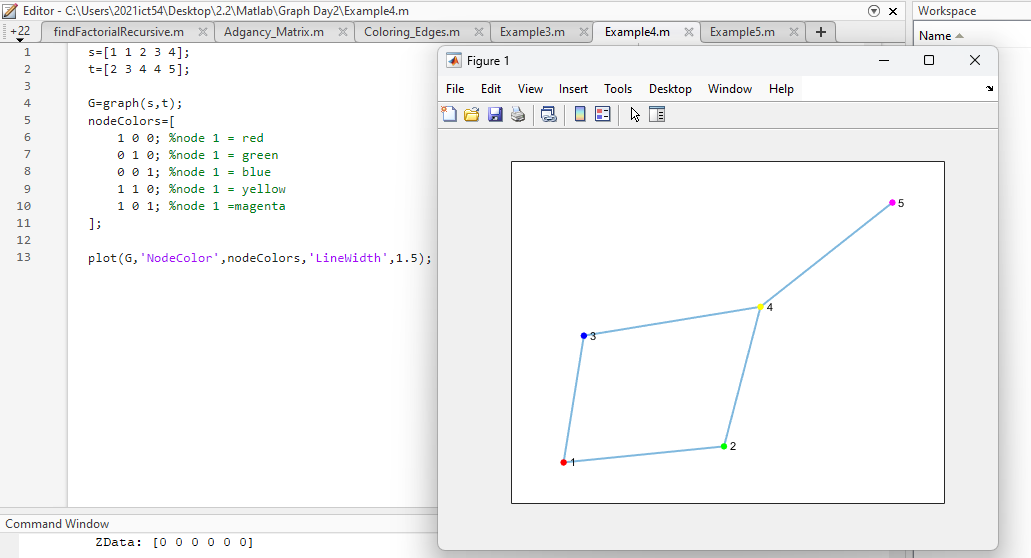 Editor - C:\Users\2021ict54\Desktop\2.2\Matlab\Graph Day2\Example4.m
Workspace
+22 findFactorialRecursive.m Adgancy_Matrix.m Coloring_Edges.m Example3.m Example4.m Example5.m +
Name
1 s=[1 1 2 3 4];
2 t=[2 3 4 4 5];
3
4 G=graph(s,t);
5 nodeColors=[
6 1 0 0; %node 1 = red
7 0 1 0; %node 1 = green
8 0 0 1; %node 1 = blue
9 1 1 0; %node 1 = yellow
10 1 0 1; %node 1 =magenta
11 ];
12
13 plot(G,'NodeColor',nodeColors,'LineWidth',1.5);
Figure 1
File Edit View Insert Tools Desktop Window Help
5
4
3
2
1
Command Window
ZData: [0 0 0 0 0 0]